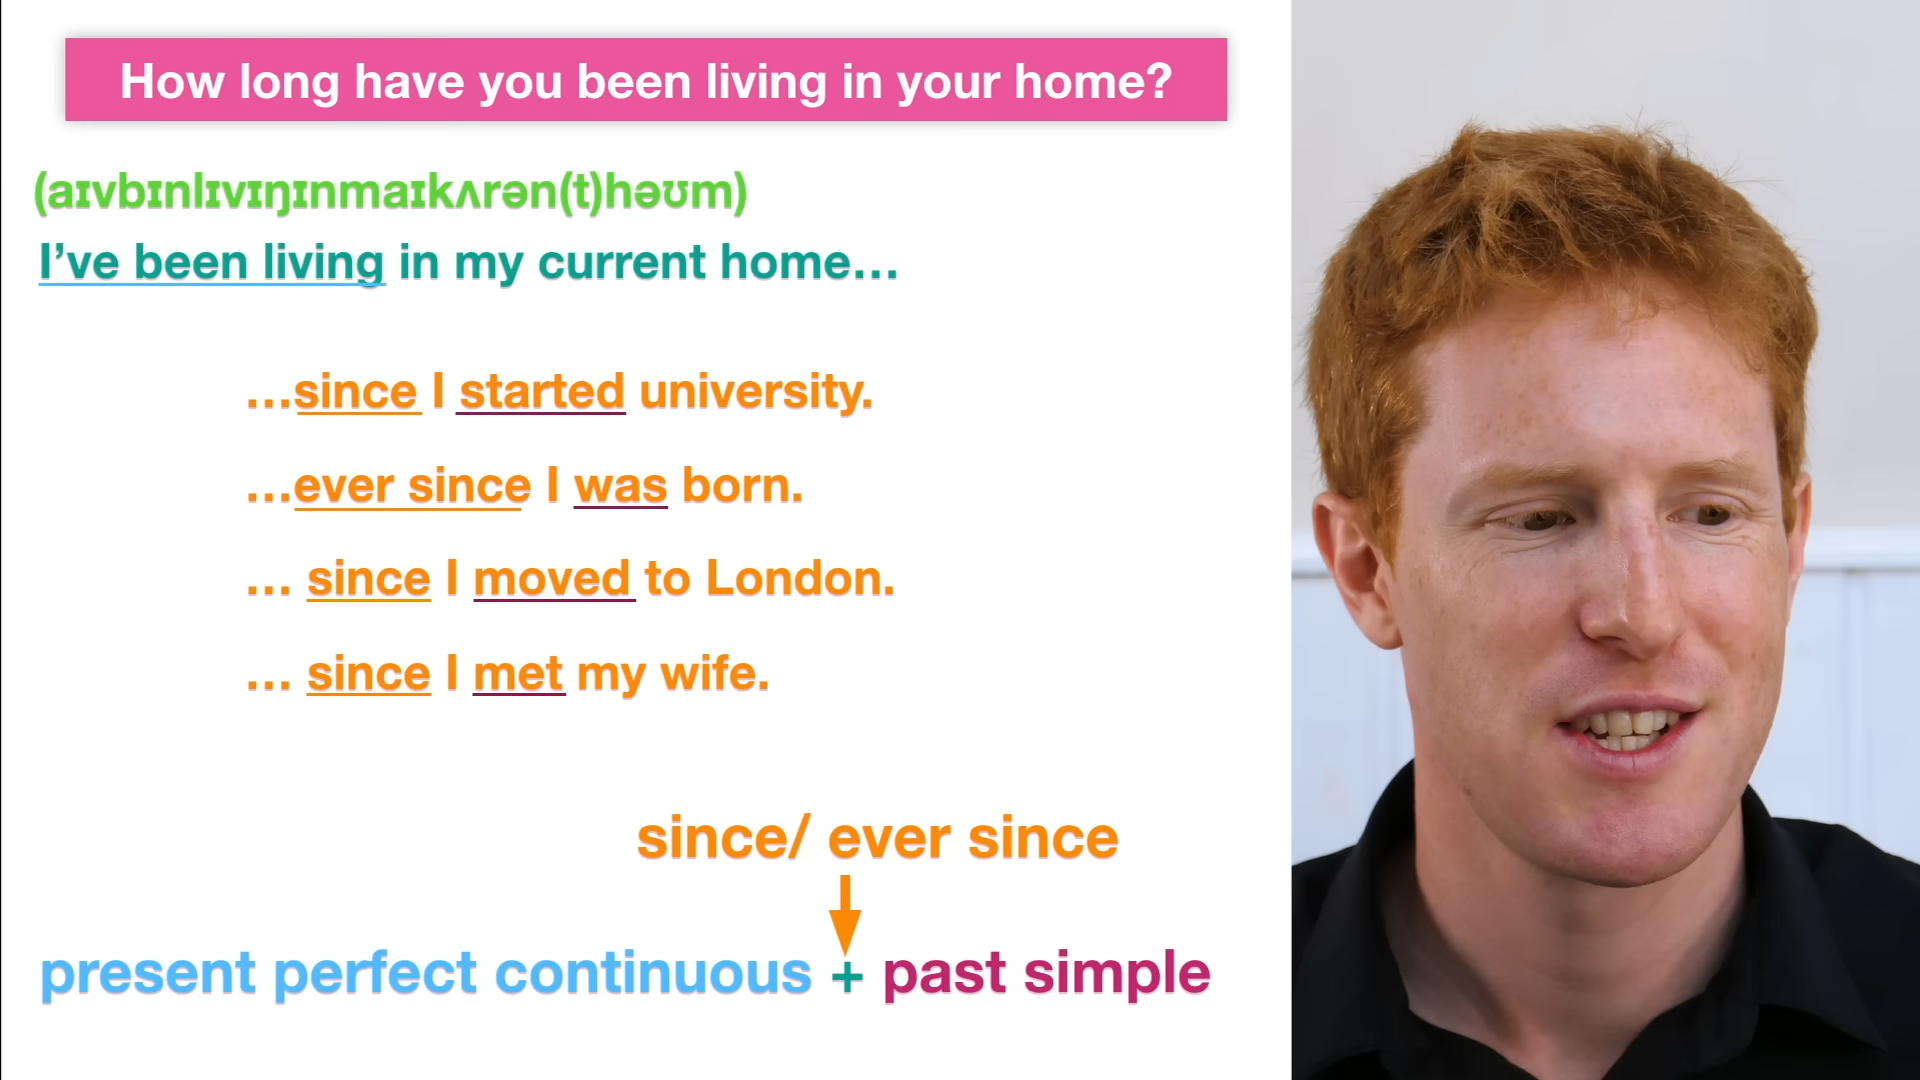 How long have you been living in your home?
(aɪvbɪnlɪvɪŋɪnmaɪkʌrən(t)həʊm)
I’ve been living in my current home…
…since I started university.
…ever since I was born.
… since I moved to London.
… since I met my wife.
since/ ever since
present perfect continuous + past simple